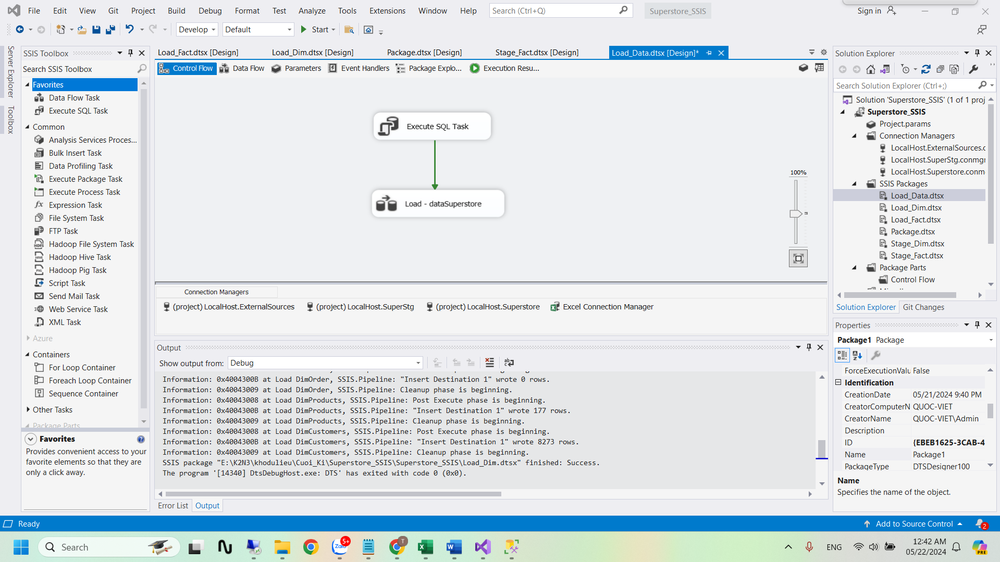 File Edit View Git Project Build Debug Format Test Analyze Tools Extensions Window Help Search (Ctrl+Q) Superstore_SSIS Sign in
Develop Default Start
Server Explorer
Toolbox
SSIS Toolbox
Search SSIS Toolbox
Favorites
Data Flow Task
Execute SQL Task
Common
Analysis Services Proces...
Bulk Insert Task
Data Profiling Task
Execute Package Task
Execute Process Task
Expression Task
File System Task
FTP Task
Hadoop File System Task
Hadoop Hive Task
Hadoop Pig Task
Script Task
Send Mail Task
Web Service Task
XML Task
Azure
Containers
For Loop Container
Foreach Loop Container
Sequence Container
Other Tasks
Package Parts
Favorites
Provides convenient access to your
favorite elements so that they are
only a click away.
Load_Fact.dtsx [Design] Load_Dim.dtsx [Design] Package.dtsx [Design] Stage_Fact.dtsx [Design] Load_Data.dtsx [Design]*
Control Flow Data Flow Parameters Event Handlers Package Explo... Execution Resu...
Execute SQL Task
Load - dataSuperstore
100%
Connection Managers
(project) LocalHost.ExternalSources (project) LocalHost.SuperStg (project) LocalHost.Superstore Excel Connection Manager
Output
Show output from: Debug
Information: 0x4004300B at Load DimOrder, SSIS.Pipeline: "Insert Destination 1" wrote 0 rows.
Information: 0x40043009 at Load DimOrder, SSIS.Pipeline: Cleanup phase is beginning.
Information: 0x40043008 at Load DimProducts, SSIS.Pipeline: Post Execute phase is beginning.
Information: 0x4004300B at Load DimProducts, SSIS.Pipeline: "Insert Destination 1" wrote 177 rows.
Information: 0x40043009 at Load DimProducts, SSIS.Pipeline: Cleanup phase is beginning.
Information: 0x40043008 at Load DimCustomers, SSIS.Pipeline: Post Execute phase is beginning.
Information: 0x4004300B at Load DimCustomers, SSIS.Pipeline: "Insert Destination 1" wrote 8273 rows.
Information: 0x40043009 at Load DimCustomers, SSIS.Pipeline: Cleanup phase is beginning.
SSIS package "E:\K2N3\khodulieu\Cuoi_Ki\Superstore_SSIS\Superstore_SSIS\Load_Dim.dtsx" finished: Success.
The program '[14340] DtsDebugHost.exe: DTS' has exited with code 0 (0x0).
Error List Output
Solution Explorer
Search Solution Explorer (Ctrl+;)
Solution 'Superstore_SSIS' (1 of 1 proj
Superstore_SSIS
Project.params
Connection Managers
LocalHost.ExternalSources.c
LocalHost.SuperStg.conmgr
LocalHost.Superstore.conm
SSIS Packages
Load_Data.dtsx
Load_Dim.dtsx
Load_Fact.dtsx
Package.dtsx
Stage_Dim.dtsx
Stage_Fact.dtsx
Package Parts
Control Flow
Solution Explorer Git Changes
Properties
Package1 Package
ForceExecutionValu False
Identification
CreationDate 05/21/2024 9:40 PM
CreatorComputerN QUOC-VIET
CreatorName QUOC-VIET\Admin
Description
ID {EBEB1625-3CAB-4
Name Package1
PackageType DTSDesigner100
Name
Specifies the name of the object.
Ready Add to Source Control 2
Search Zalo 5+ T ENG PRE
12:42 AM
05/22/2024